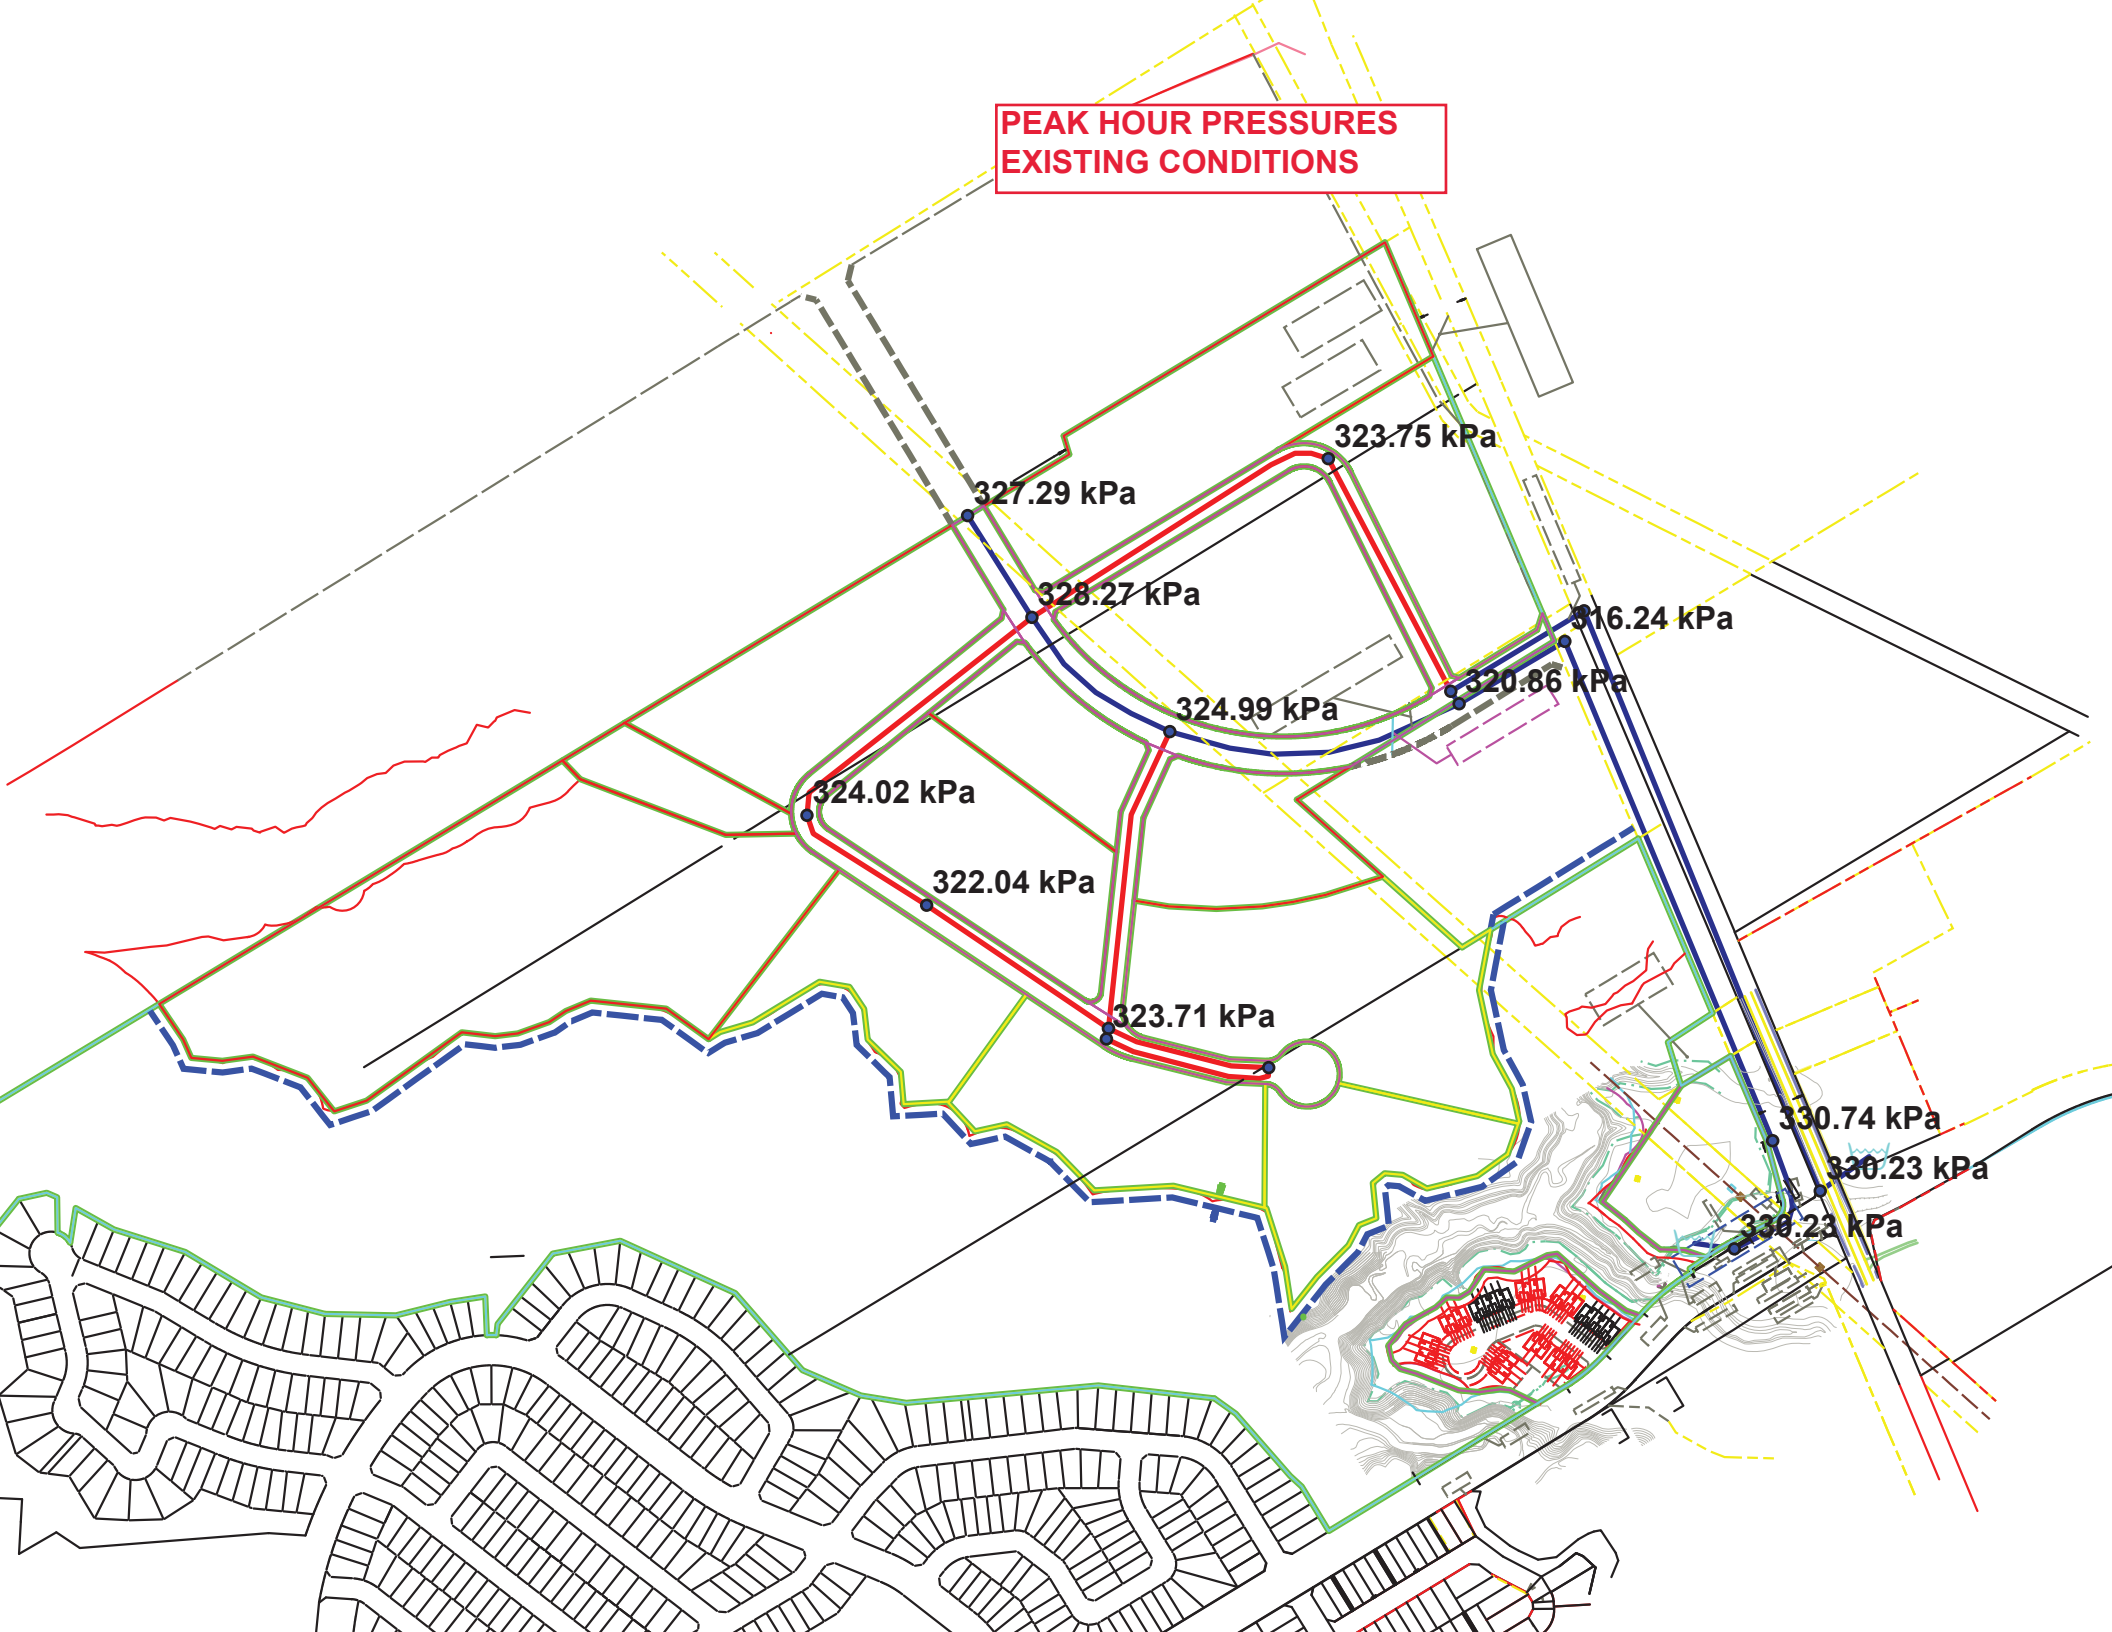 PEAK HOUR PRESSURES
EXISTING CONDITIONS
323.75 kPa
327.29 kPa
328.27 kPa
316.24 kPa
320.86 kPa
324.99 kPa
324.02 kPa
322.04 kPa
323.71 kPa
330.74 kPa
330.23 kPa
330.23 kPa